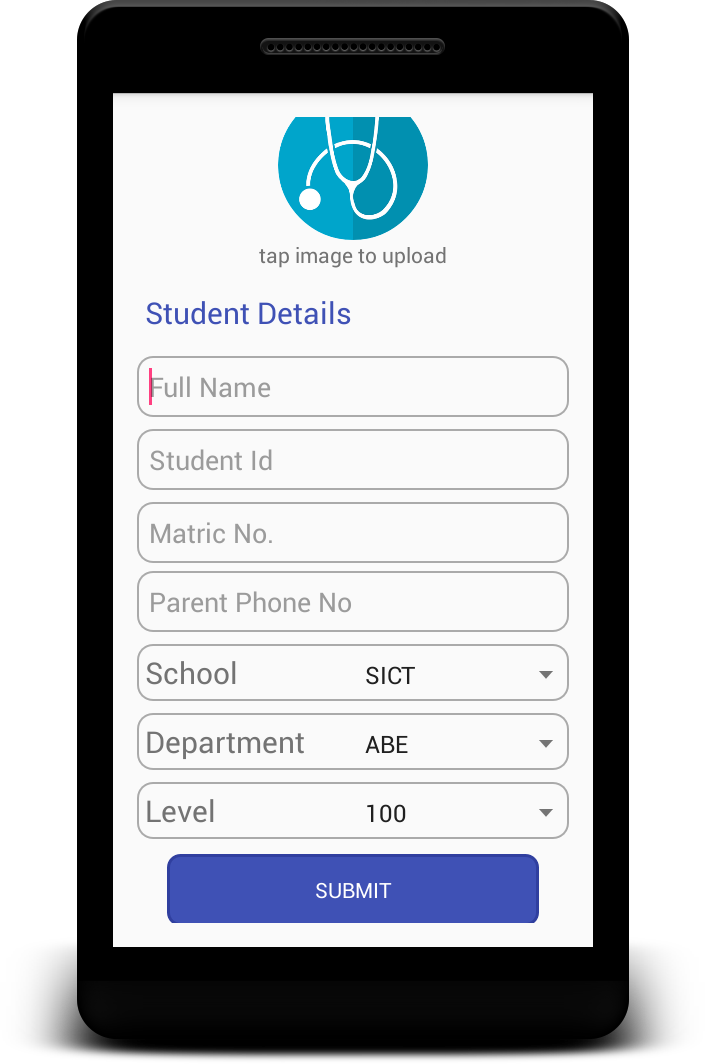 tap image to upload
Student Details
Full Name
Student Id
Matric No.
Parent Phone No
School SICT
Department ABE
Level 100
SUBMIT